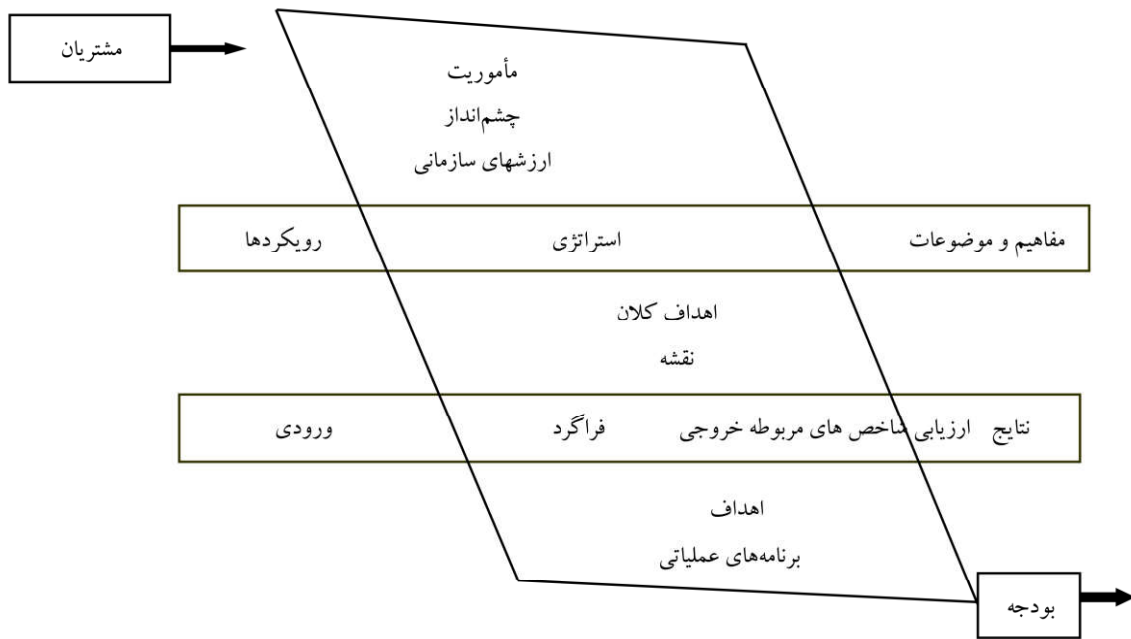 مشتریان
مأموریت
چشم‌انداز
ارزشهای سازمانی
مفاهیم و موضوعات استراتژی رویکردها
اهداف کلان
نقشه
نتایج ارزیابی شاخص های مربوطه خروجی فراگرد ورودی
اهداف
برنامه‌های عملیاتی
بودجه